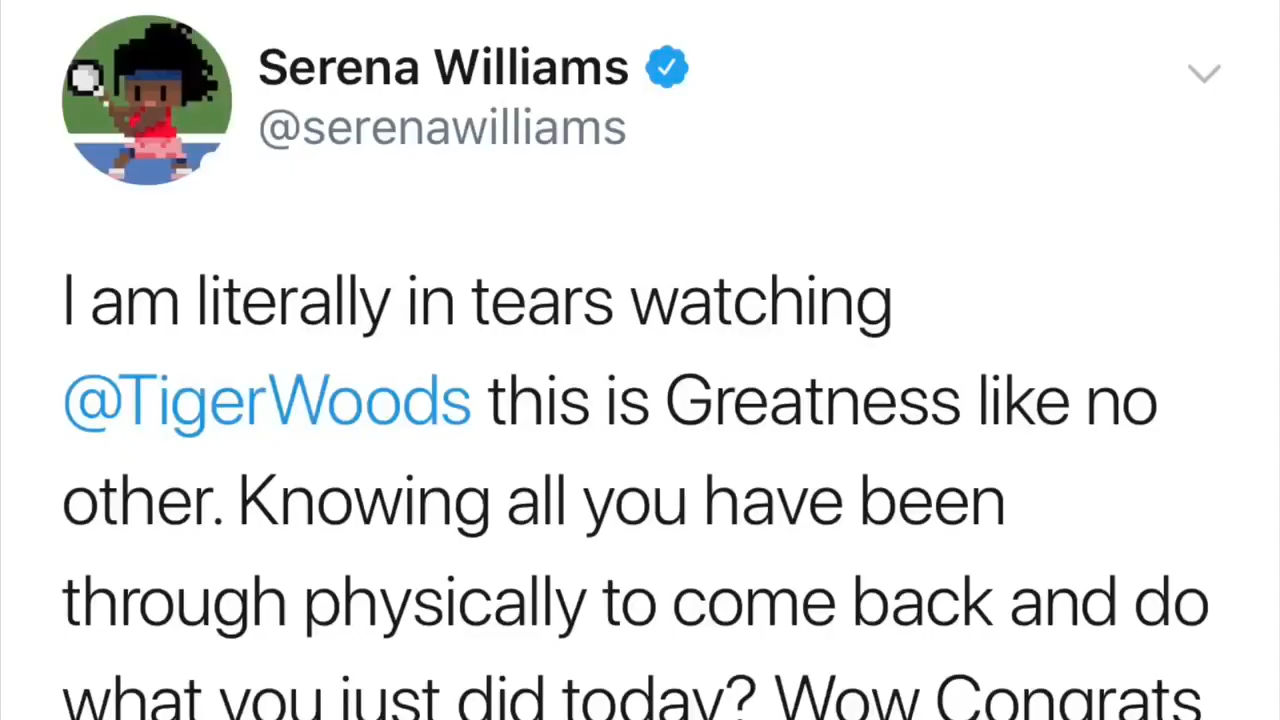 Serena Williams
@serenawilliams
I am literally in tears watching
@TigerWoods this is Greatness like no
other. Knowing all you have been
through physically to come back and do
what you just did today? Wow Congrats